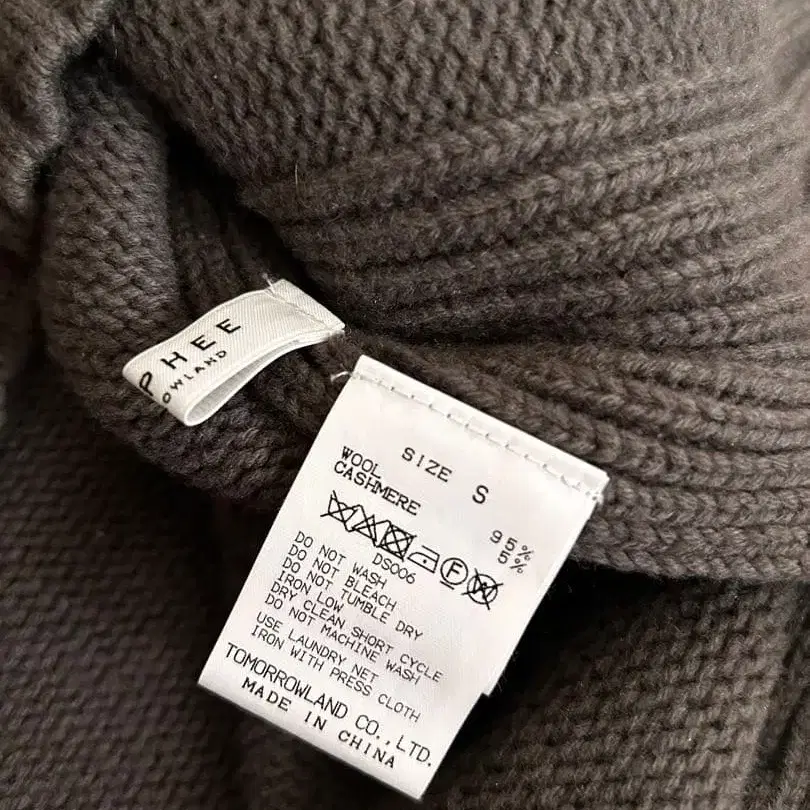 PHEE
OWLAND
SIZE S
WOOL 95%
CASHMERE 5%
DS006
DO NOT WASH
DO NOT BLEACH
DO NOT TUMBLE DRY
IRON LOW
DRY CLEAN SHORT CYCLE
DO NOT MACHINE WASH
USE LAUNDRY NET
IRON WITH PRESS CLOTH
TOMORROWLAND CO.,LTD.
MADE IN CHINA